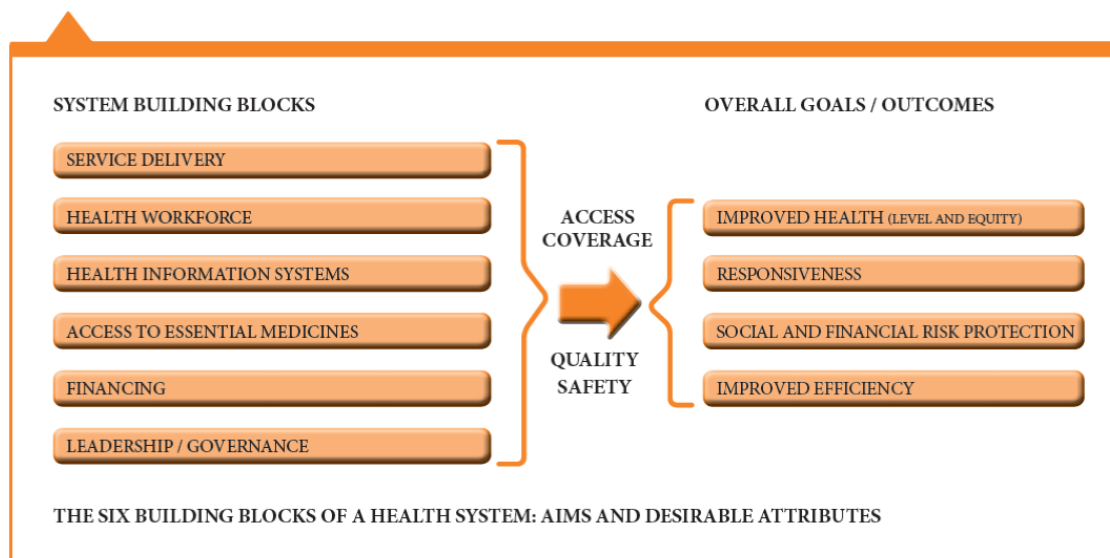 SYSTEM BUILDING BLOCKS
SERVICE DELIVERY
HEALTH WORKFORCE
HEALTH INFORMATION SYSTEMS
ACCESS TO ESSENTIAL MEDICINES
FINANCING
LEADERSHIP / GOVERNANCE
ACCESS
COVERAGE
QUALITY
SAFETY
OVERALL GOALS / OUTCOMES
IMPROVED HEALTH (LEVEL AND EQUITY)
RESPONSIVENESS
SOCIAL AND FINANCIAL RISK PROTECTION
IMPROVED EFFICIENCY
THE SIX BUILDING BLOCKS OF A HEALTH SYSTEM: AIMS AND DESIRABLE ATTRIBUTES